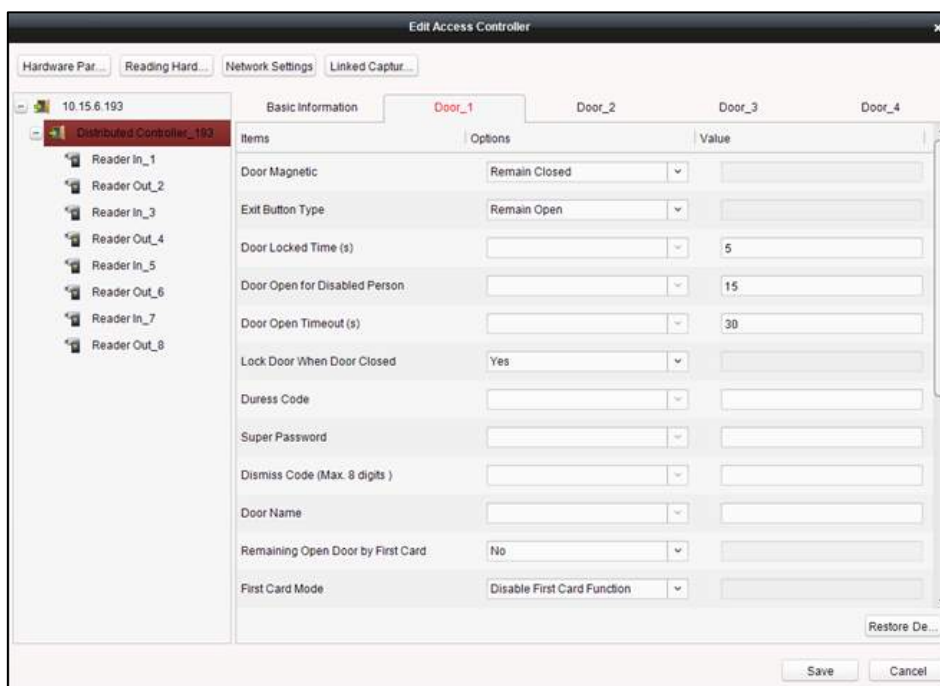 Edit Access Controller
x
Hardware Par... Reading Hard... Network Settings Linked Captur...
10.15.6.193
Distributed Controller_193
Reader In_1
Reader Out_2
Reader In_3
Reader Out_4
Reader In_5
Reader Out_6
Reader In_7
Reader Out_8
Basic Information Door_1 Door_2 Door_3 Door_4
Items Options Value
Door Magnetic Remain Closed
Exit Button Type Remain Open
Door Locked Time (s) 5
Door Open for Disabled Person 15
Door Open Timeout (s) 30
Lock Door When Door Closed Yes
Duress Code
Super Password
Dismiss Code (Max. 8 digits )
Door Name
Remaining Open Door by First Card No
First Card Mode Disable First Card Function
Restore De...
Save Cancel